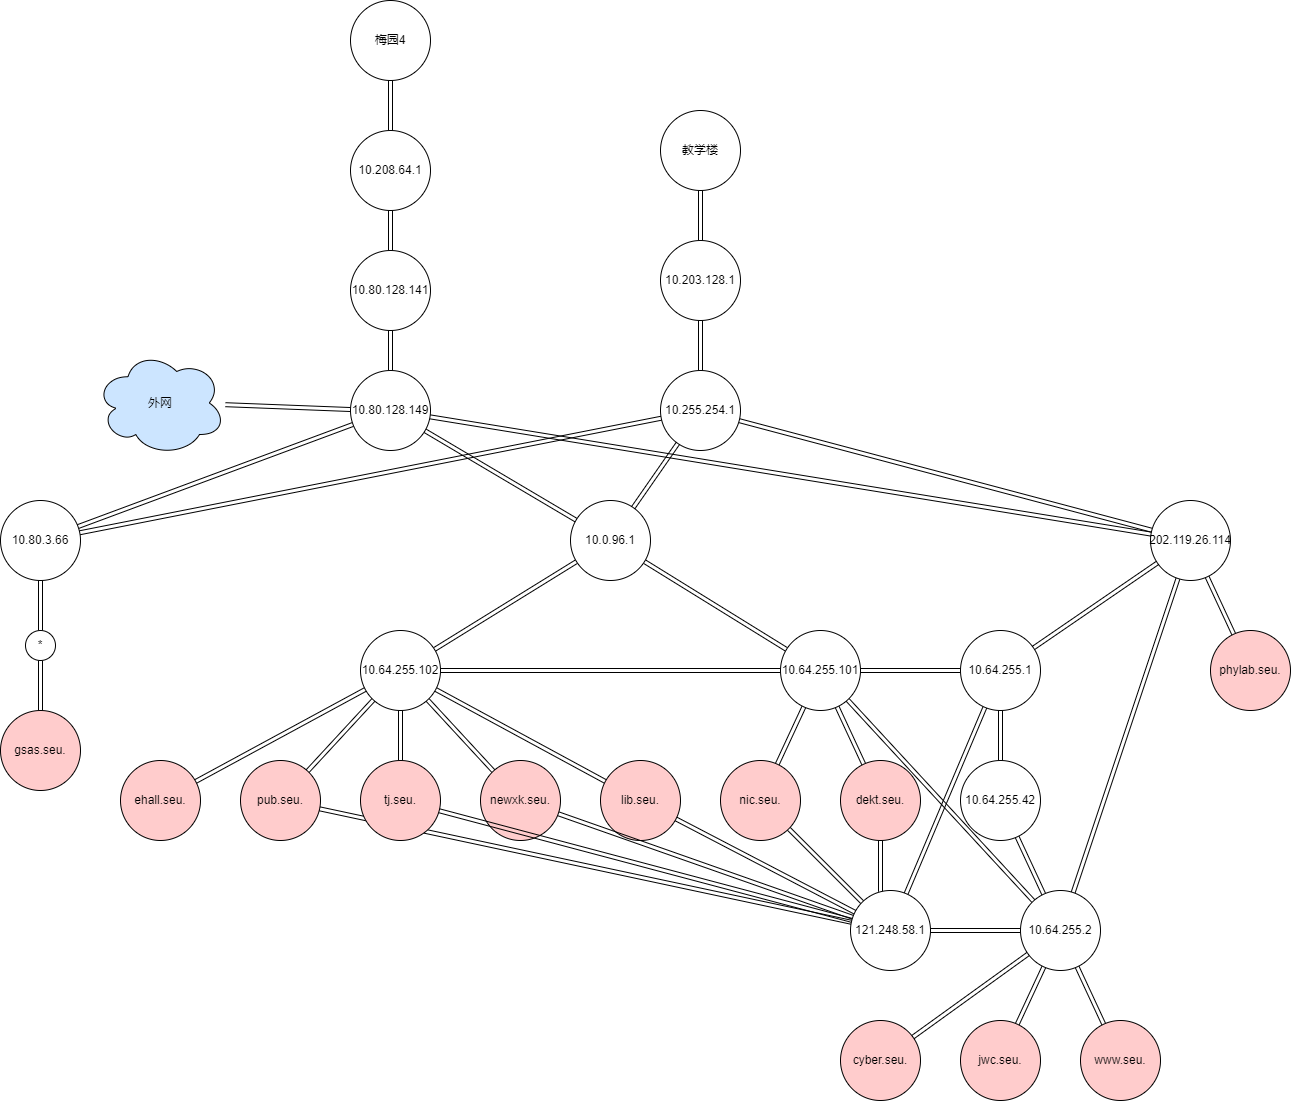 梅园4
教学楼
10.208.64.1
10.203.128.1
10.80.128.141
外网
10.80.128.149
10.255.254.1
10.80.3.66
10.0.96.1
202.119.26.114
*
10.64.255.102
10.64.255.101
10.64.255.1
phylab.seu.
gsas.seu.
ehall.seu.
pub.seu.
tj.seu.
newxk.seu.
lib.seu.
nic.seu.
dekt.seu.
10.64.255.42
121.248.58.1
10.64.255.2
cyber.seu.
jwc.seu.
www.seu.